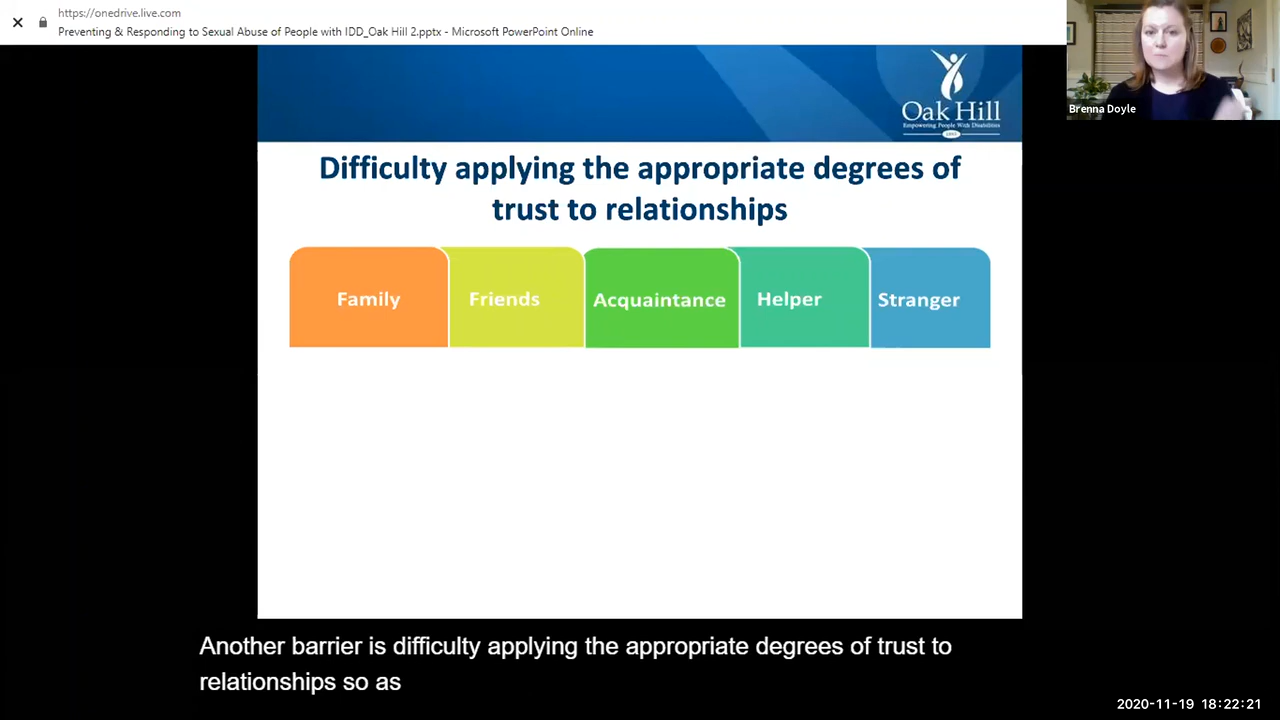 https://onedrive.live.com
Preventing & Responding to Sexual Abuse of People with IDD_Oak Hill 2.pptx - Microsoft PowerPoint Online
Brenna Doyle
Oak Hill
Empowering People With Disabilities
Difficulty applying the appropriate degrees of
trust to relationships
Family
Friends
Acquaintance
Helper
Stranger
Another barrier is difficulty applying the appropriate degrees of trust to
relationships so as
2020-11-19 18:22:21